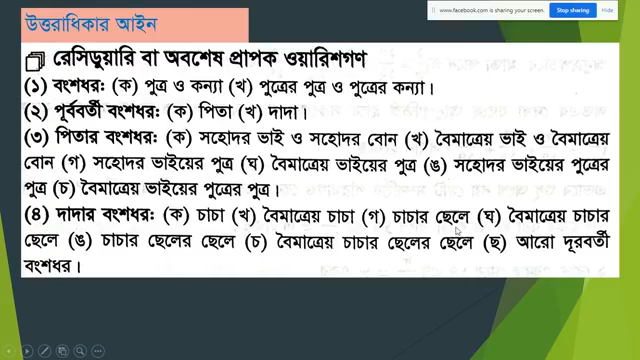 উত্তরাধিকার আইন
www.facebook.com is sharing your screen. Stop sharing Hide
রেসিডুয়ারি বা অবশেষ প্রাপক ওয়ারিশগণ
(১) বংশধর: (ক) পুত্র ও কন্যা (খ) পুত্রের পুত্র ও পুত্রের কন্যা।
(২) পূর্ববর্তী বংশধর: (ক) পিতা (খ) দাদা।
(৩) পিতার বংশধর: (ক) সহোদর ভাই ও সহোদর বোন (খ) বৈমাত্রেয় ভাই ও বৈমাত্রেয়
বোন (গ) সহোদর ভাইয়ের পুত্র (ঘ) বৈমাত্রেয় ভাইয়ের পুত্র (ঙ) সহোদর ভাইয়ের পুত্রের
পুত্র (চ) বৈমাত্রেয় ভাইয়ের পুত্রের পুত্র।
(৪) দাদার বংশধর: (ক) চাচা (খ) বৈমাত্রেয় চাচা (গ) চাচার ছেলে (ঘ) বৈমাত্রেয় চাচার
ছেলে (ঙ) চাচার ছেলের ছেলে (চ) বৈমাত্রেয় চাচার ছেলের ছেলে (ছ) আরো দূরবর্তী
বংশধর।